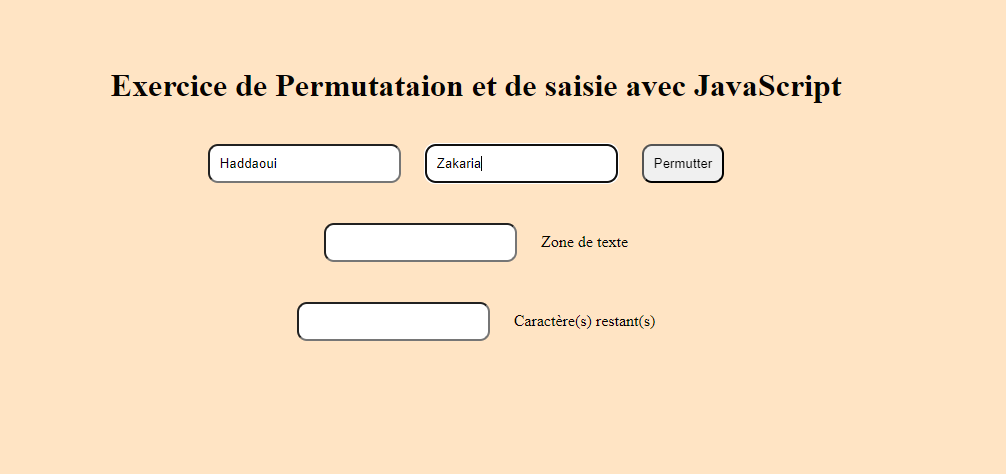 Exercice de Permutataion et de saisie avec JavaScript
Haddaoui Zakaria Permutter
Zone de texte
Caractère(s) restant(s)